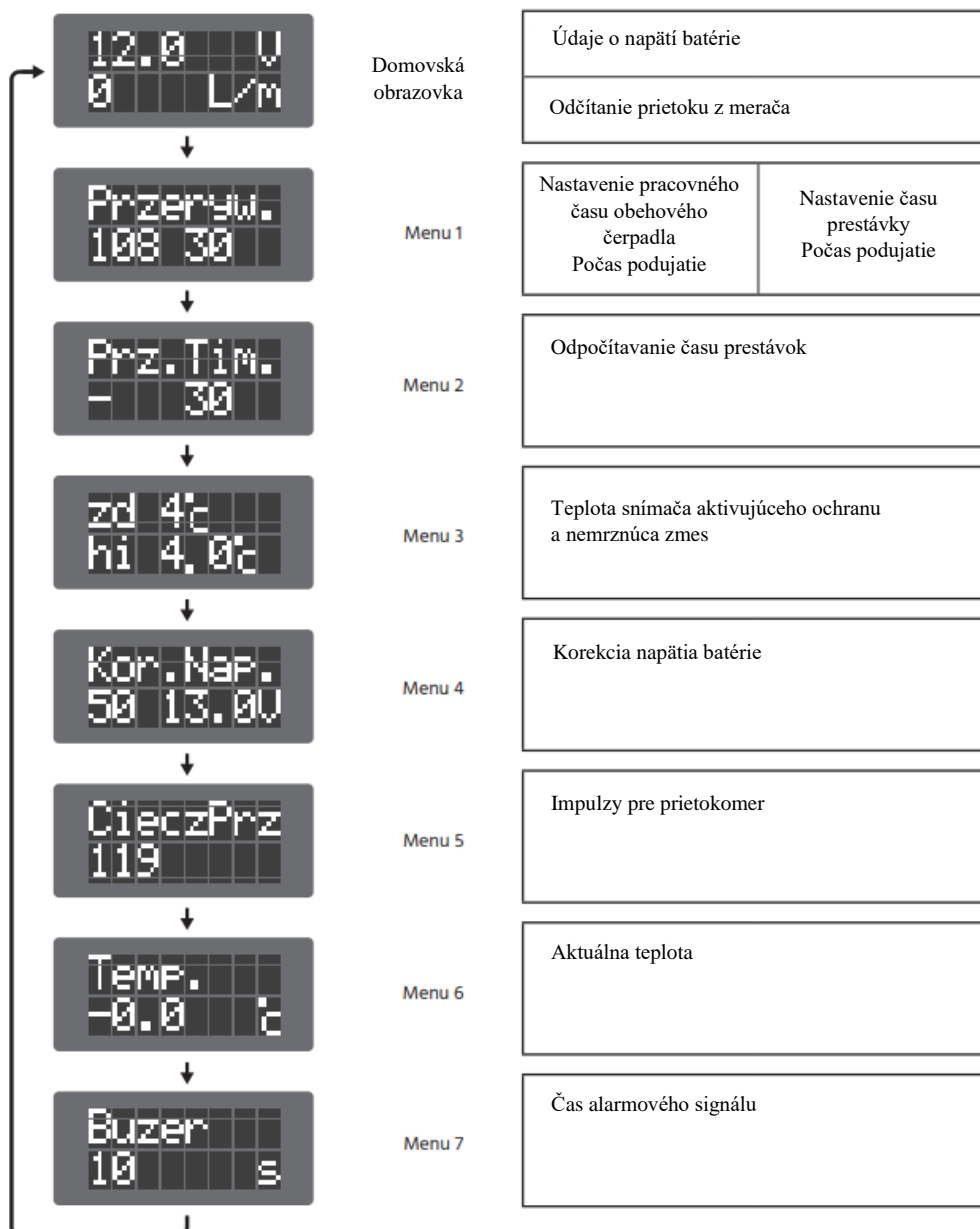 12.0 V
0 L/m
Domovská
obrazovka
Údaje o napätí batérie
Odčítanie prietoku z merača
Przeryw.
108 30
Menu 1
Nastavenie pracovného
času obehového
čerpadla
Počas podujatie
Nastavenie času
prestávky
Počas podujatie
Prz.Tim.
- 30
Menu 2
Odpočítavanie času prestávok
zd 4°c
hi 4.0°c
Menu 3
Teplota snímača aktivujúceho ochranu
a nemrznúca zmes
Kor.Nap.
50 13.0V
Menu 4
Korekcia napätia batérie
CieczPrz
119
Menu 5
Impulzy pre prietokomer
Temp.
-0.0 °c
Menu 6
Aktuálna teplota
Buzer
10 s
Menu 7
Čas alarmového signálu